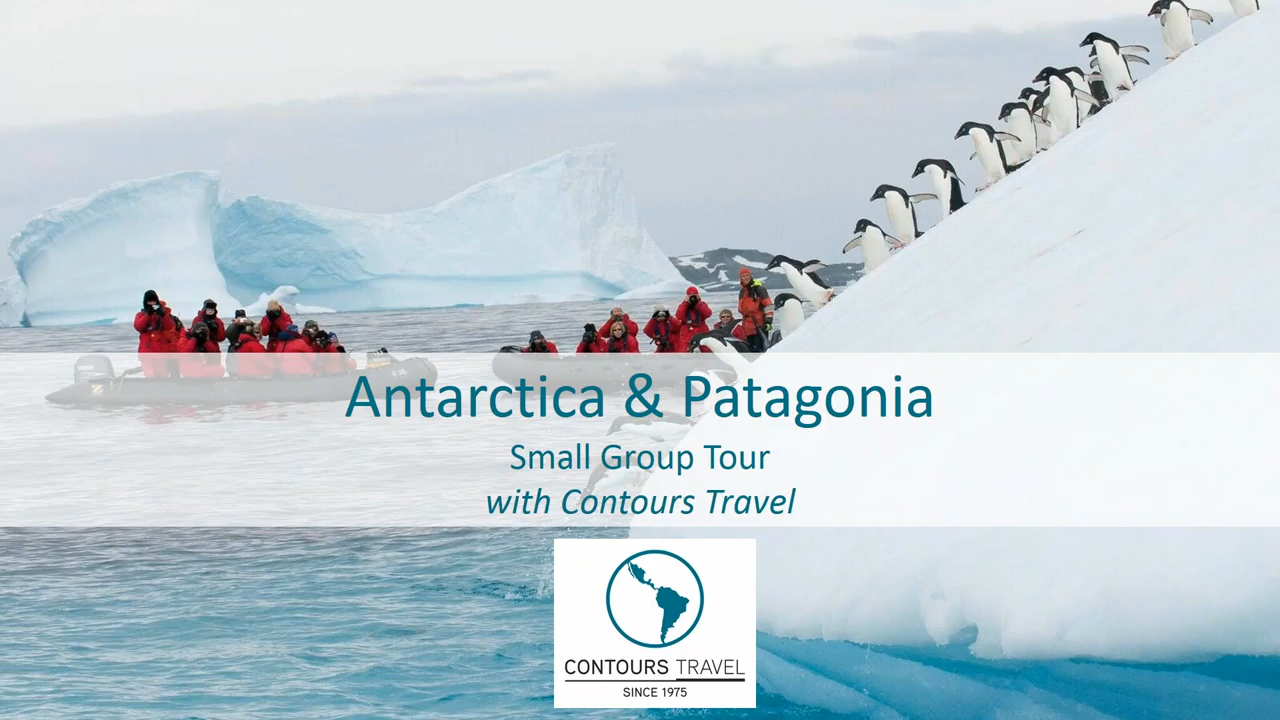 Antarctica & Patagonia
Small Group Tour
with Contours Travel
CONTOURS TRAVEL
SINCE 1975